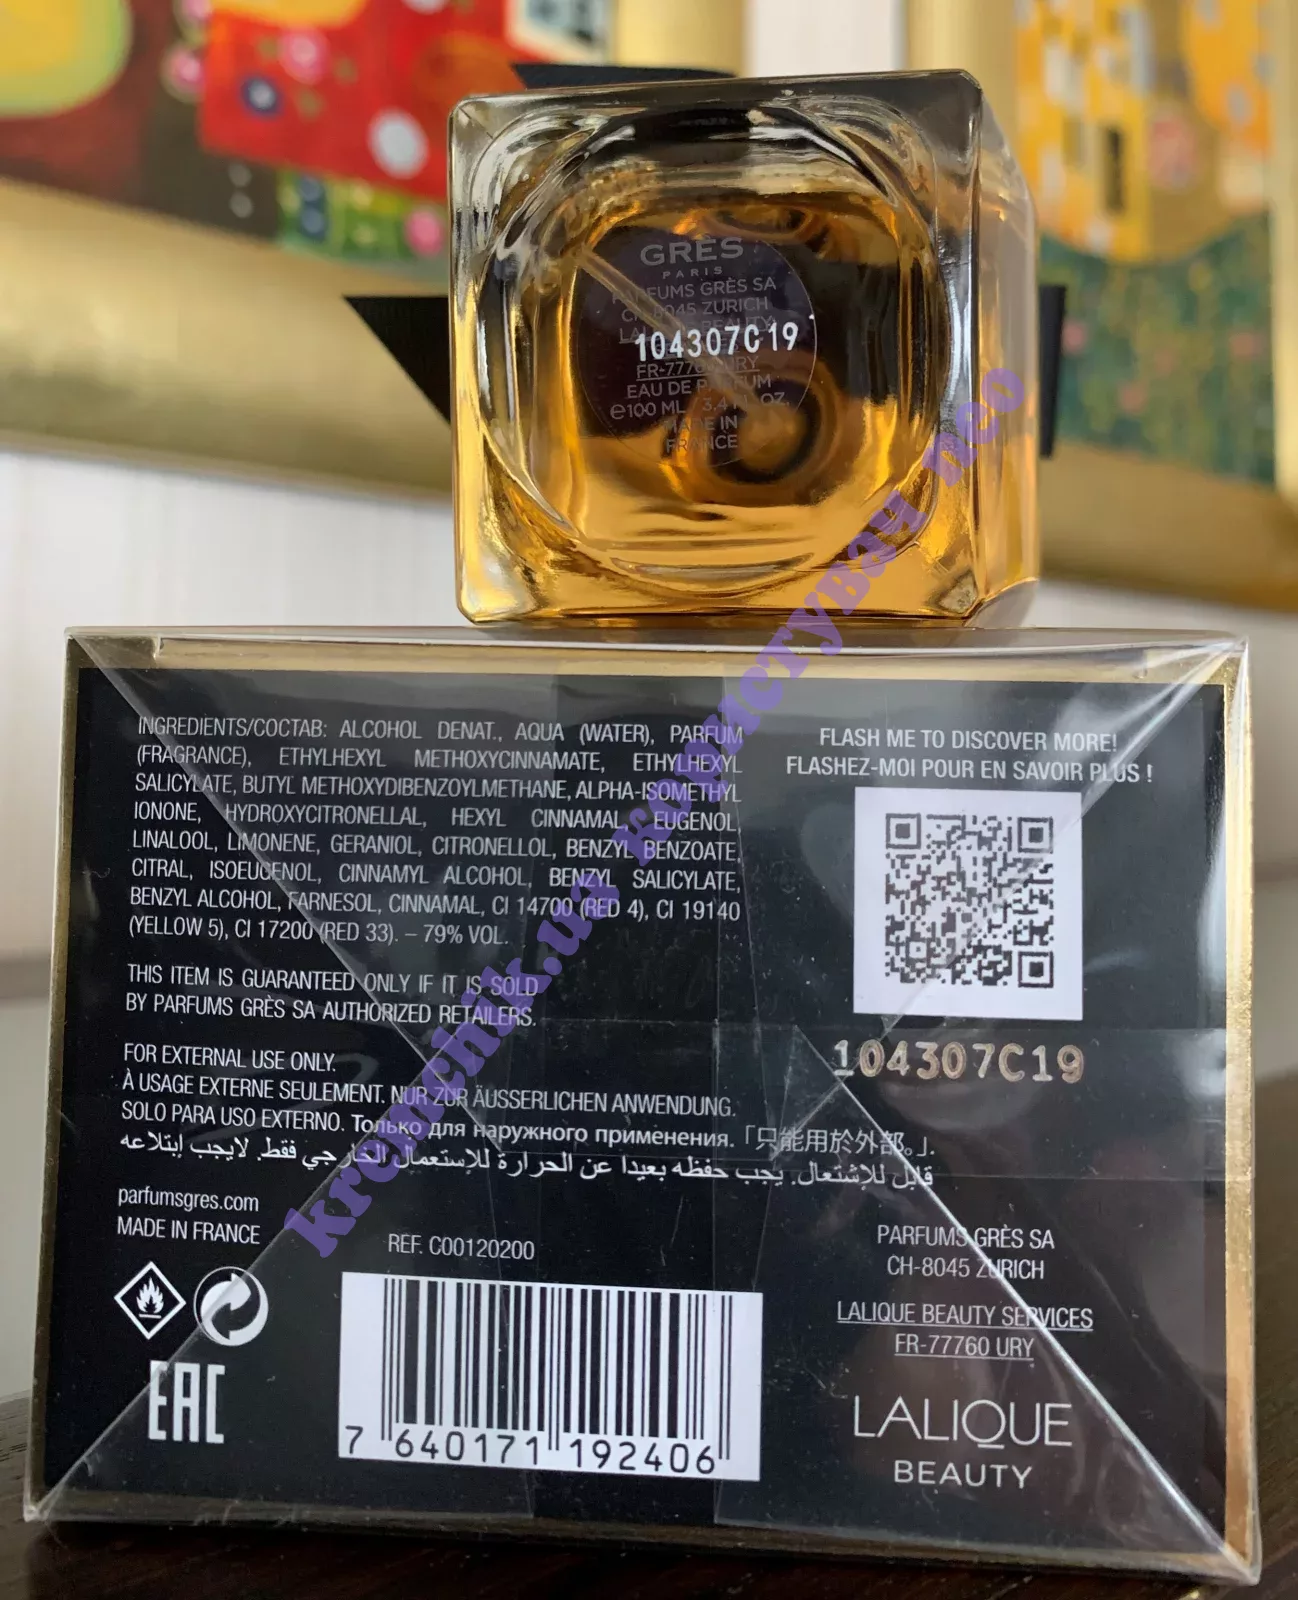 GRÈS
PARIS
PARFUMS GRÈS SA
CH-8045 ZURICH
104307C19
FR-77760 URY
EAU DE PARFUM
℮100 ML / 3.4 FL. OZ.
MADE IN
FRANCE
INGREDIENTS/СОСТАВ: ALCOHOL DENAT., AQUA (WATER), PARFUM
(FRAGRANCE), ETHYLHEXYL METHOXYCINNAMATE, ETHYLHEXYL
SALICYLATE, BUTYL METHOXYDIBENZOYLMETHANE, ALPHA-ISOMETHYL
IONONE, HYDROXYCITRONELLAL, HEXYL CINNAMAL, EUGENOL,
LINALOOL, LIMONENE, GERANIOL, CITRONELLOL, BENZYL BENZOATE,
CITRAL, ISOEUGENOL, CINNAMYL ALCOHOL, BENZYL SALICYLATE,
BENZYL ALCOHOL, FARNESOL, CINNAMAL, CI 14700 (RED 4), CI 19140
(YELLOW 5), CI 17200 (RED 33). – 79% VOL.
THIS ITEM IS GUARANTEED ONLY IF IT IS SOLD
BY PARFUMS GRÈS SA AUTHORIZED RETAILERS.
FLASH ME TO DISCOVER MORE!
FLASHEZ-MOI POUR EN SAVOIR PLUS !
104307C19
FOR EXTERNAL USE ONLY.
À USAGE EXTERNE SEULEMENT. NUR ZUR ÄUSSERLICHEN ANWENDUNG.
SOLO PARA USO EXTERNO. Только для наружного применения. 「只能用於外部。」.
قابل للإشتعال. يجب حفظه بعيدا عن الحرارة للإستعمال الخارجي فقط. لايجب إبتلاعه
parfumsgres.com
MADE IN FRANCE
REF. C00120200
EAC
7 640171 192406
PARFUMS GRÈS SA
CH-8045 ZURICH
LALIQUE BEAUTY SERVICES
FR-77760 URY
LALIQUE
BEAUTY
kremchik.ua користувач neo